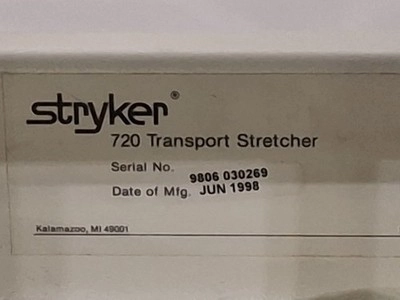 stryker®
720 Transport Stretcher
Serial No. 9806 030269
Date of Mfg. JUN 1998
Kalamazoo, MI 49001